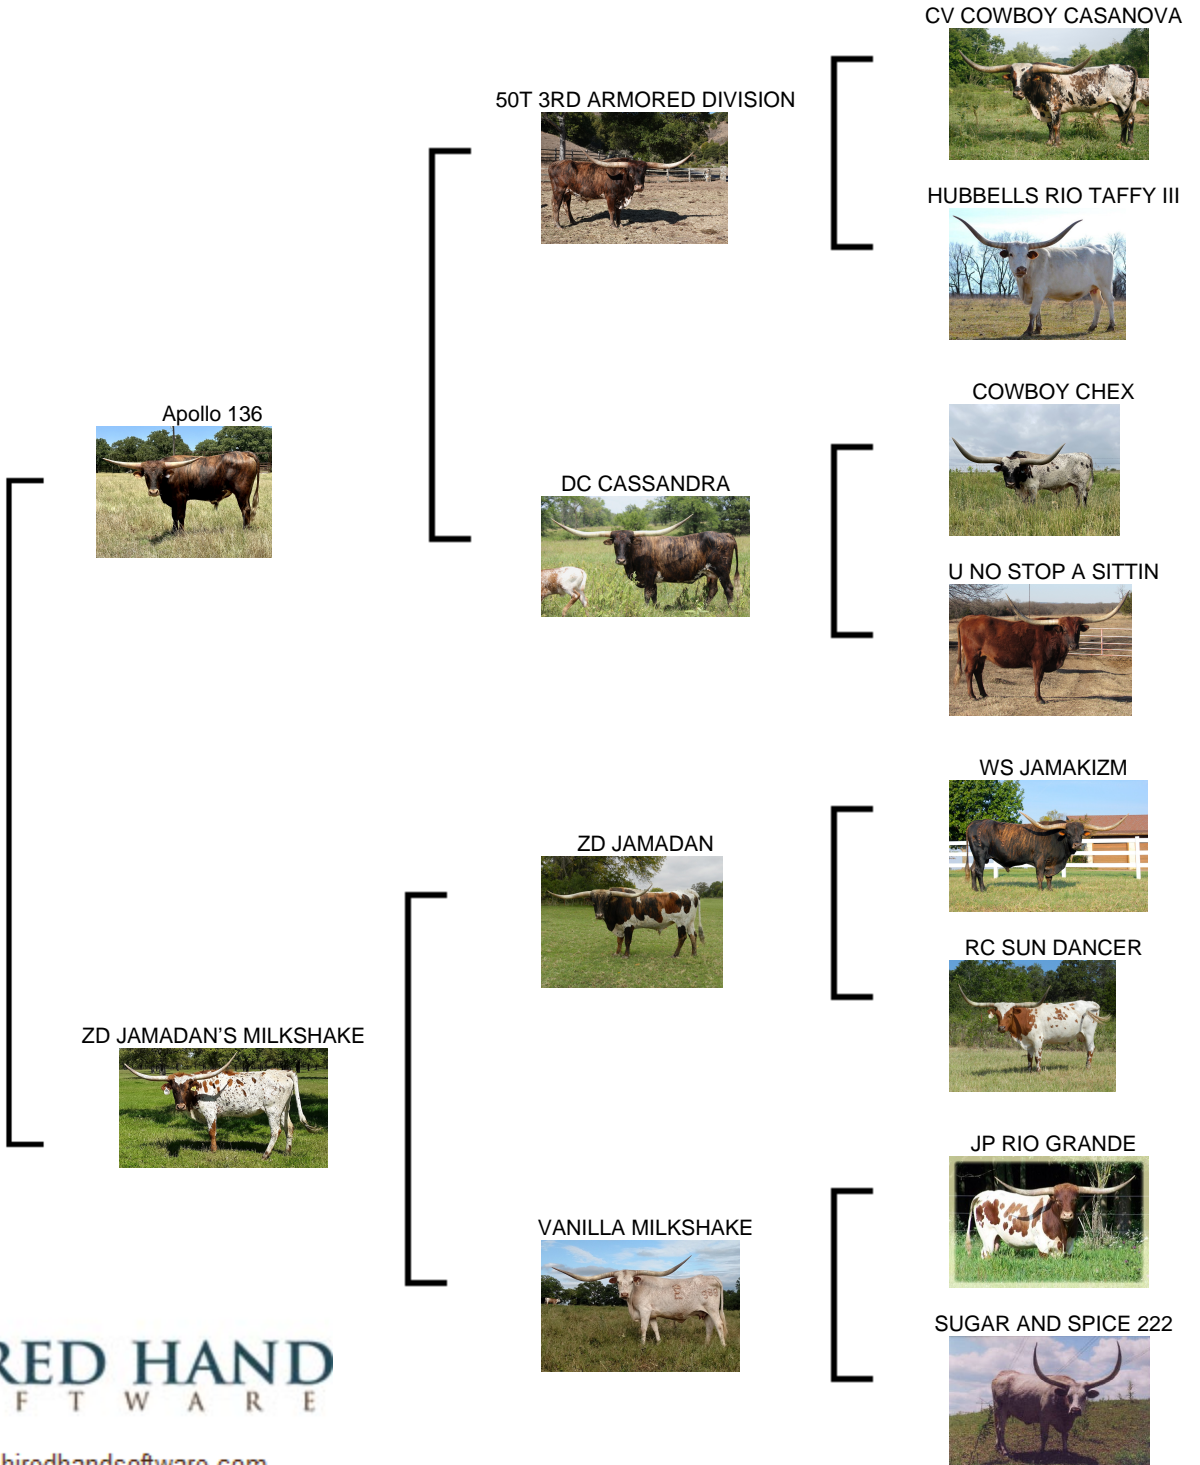 CV COWBOY CASANOVA
50T 3RD ARMORED DIVISION
HUBBELLS RIO TAFFY III
COWBOY CHEX
Apollo 136
DC CASSANDRA
U NO STOP A SITTIN
WS JAMAKIZM
ZD JAMADAN
RC SUN DANCER
ZD JAMADAN'S MILKSHAKE
JP RIO GRANDE
VANILLA MILKSHAKE
SUGAR AND SPICE 222
RED HAND
F T W A R E
hiredhandsoftware.com